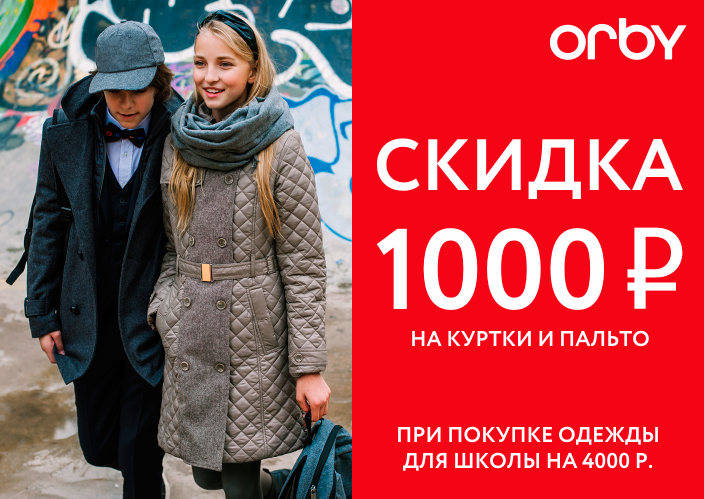 orby
СКИДКА
1000 ₽
НА КУРТКИ И ПАЛЬТО
ПРИ ПОКУПКЕ ОДЕЖДЫ
ДЛЯ ШКОЛЫ НА 4000 Р.